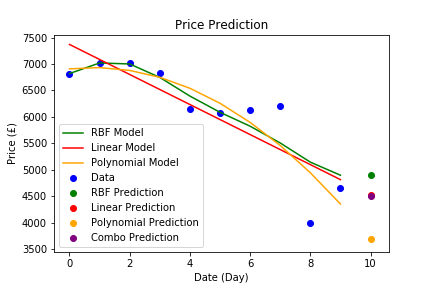 Price Prediction
7500
7000
6500
6000
5500
5000
4500
4000
3500
Price (£)
RBF Model
Linear Model
Polynomial Model
Data
RBF Prediction
Linear Prediction
Polynomial Prediction
Combo Prediction
0 2 4 6 8 10
Date (Day)